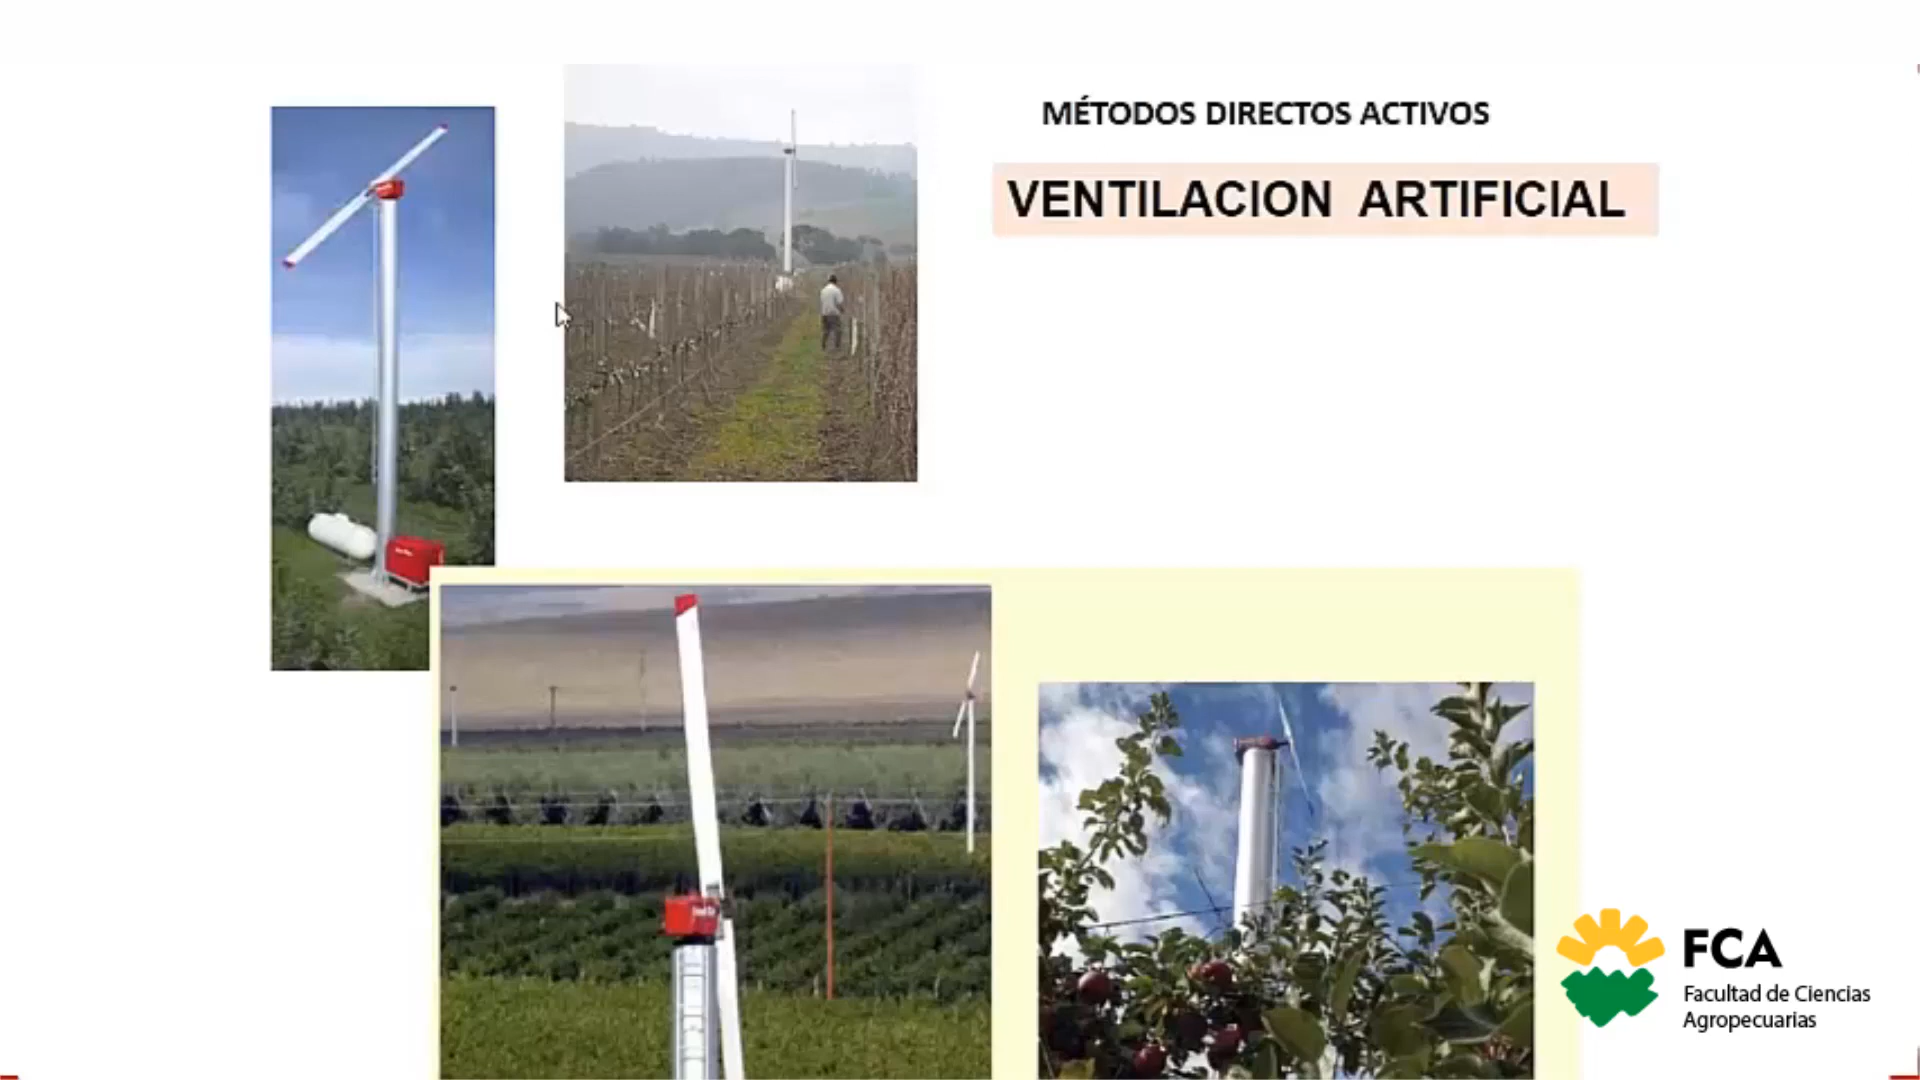 MÉTODOS DIRECTOS ACTIVOS
VENTILACION ARTIFICIAL
FCA
Facultad de Ciencias
Agropecuarias